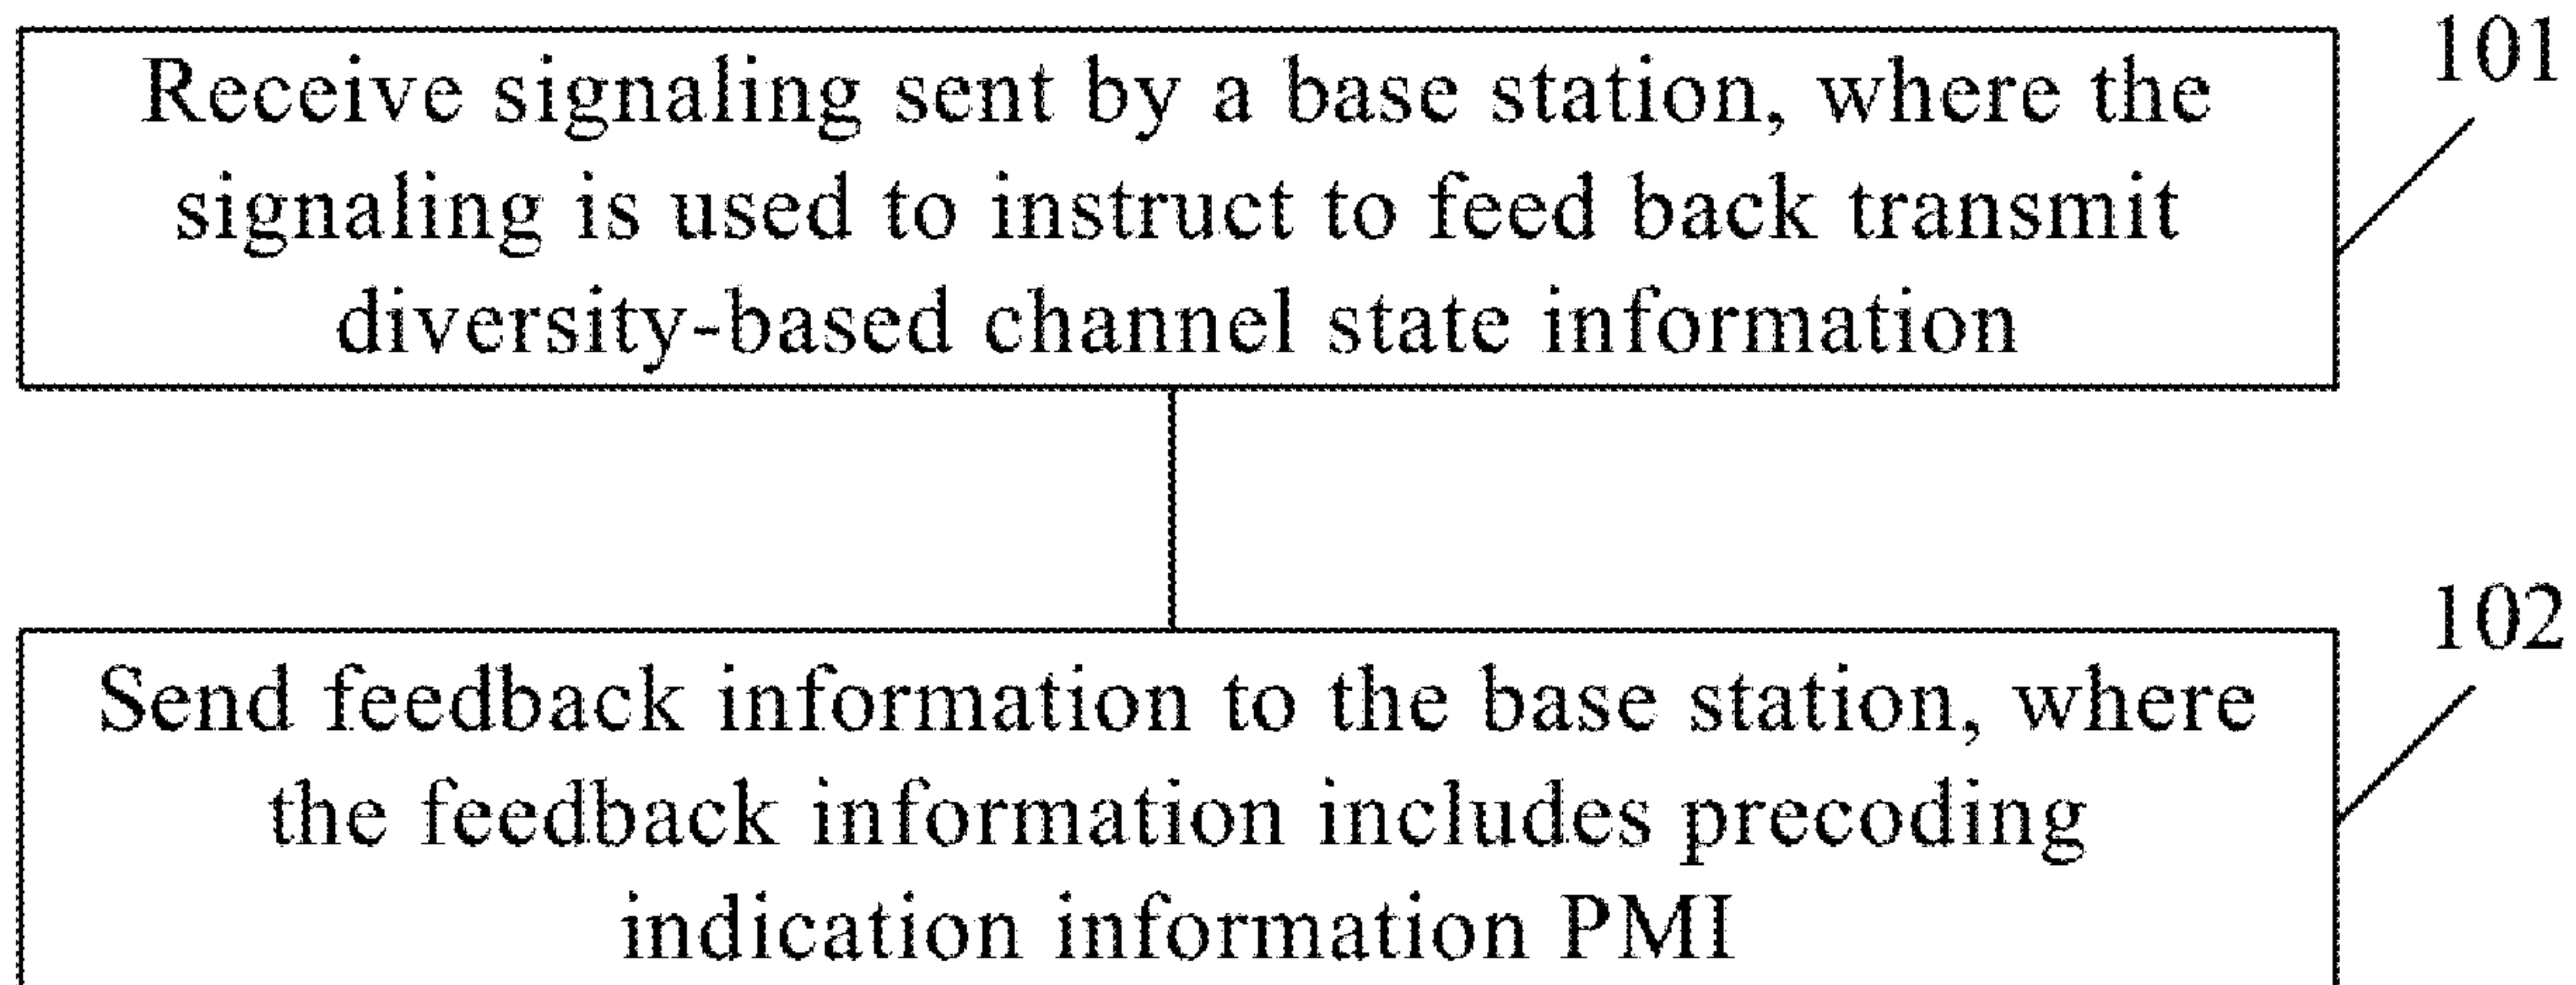 Receive signaling sent by a base station, where the
signaling is used to instruct to feed back transmit
diversity-based channel state information
101
Send feedback information to the base station, where
the feedback information includes precoding
indication information PMI
102